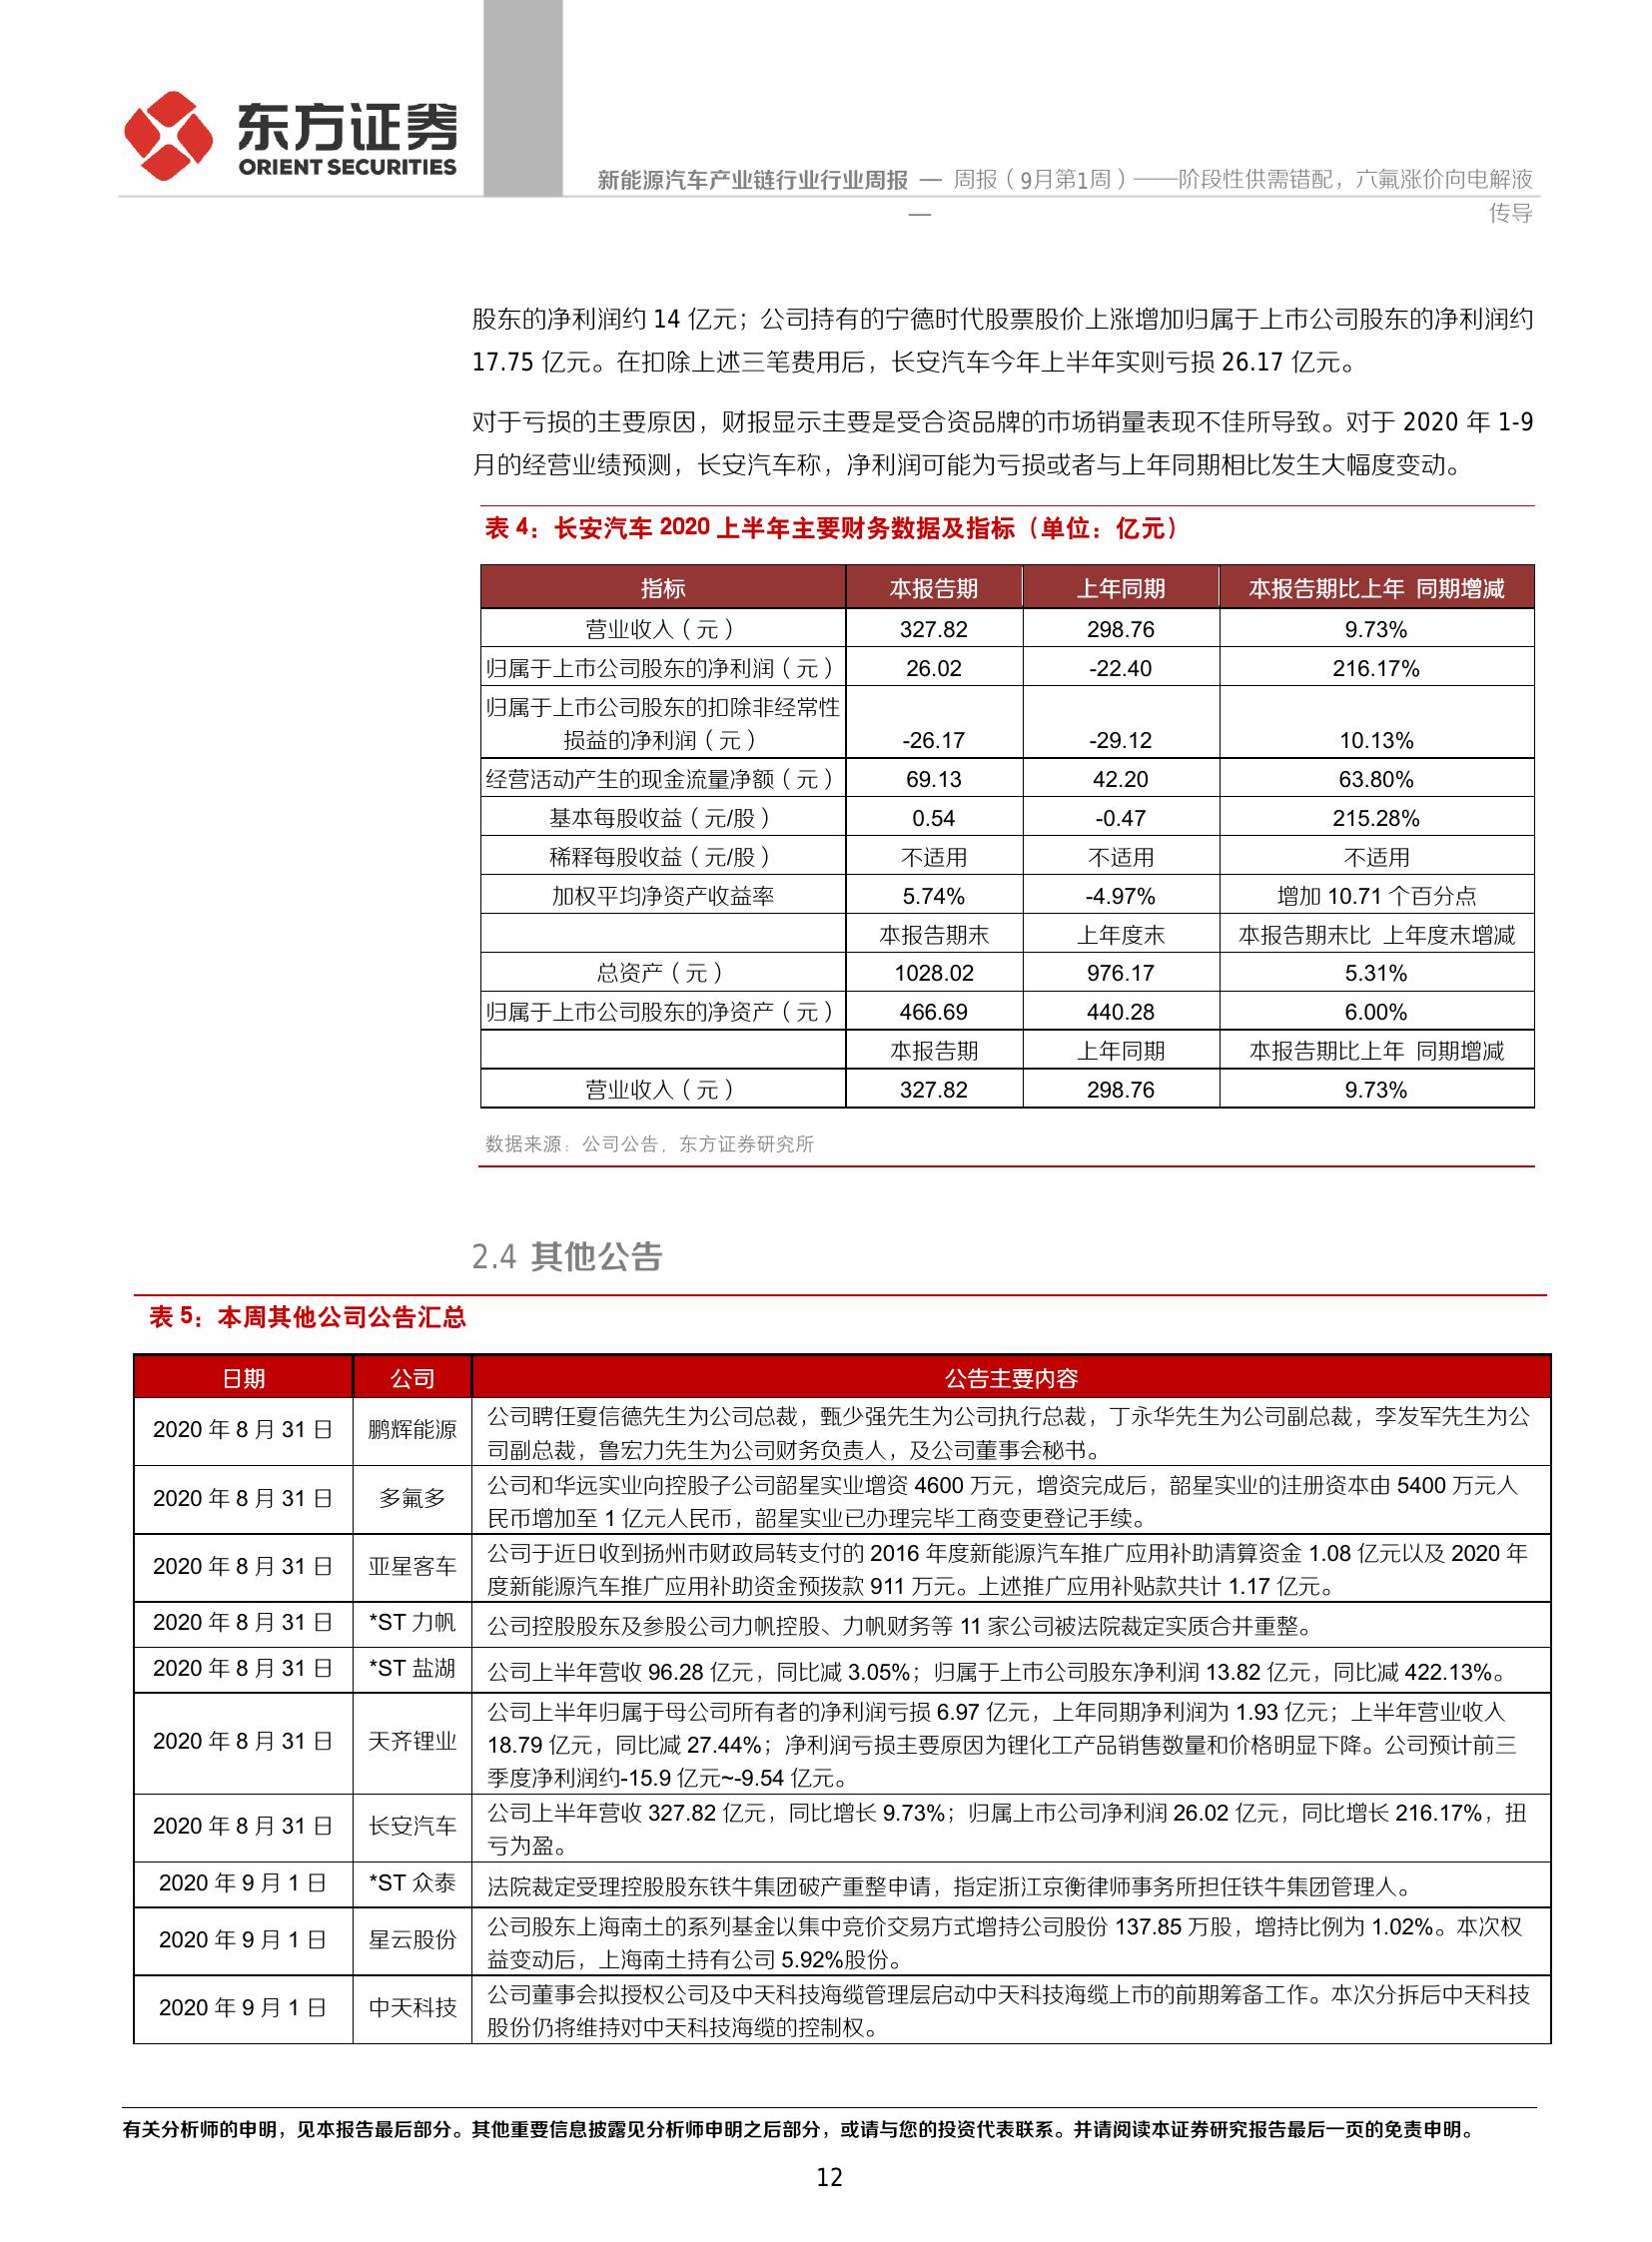 东方证券
ORIENT SECURITIES
新能源汽车产业链行业行业周报 — 周报（9月第1周）——阶段性供需错配，六氟涨价向电解液
— 传导
股东的净利润约 14 亿元；公司持有的宁德时代股票股价上涨增加归属于上市公司股东的净利润约
17.75 亿元。在扣除上述三笔费用后，长安汽车今年上半年实则亏损 26.17 亿元。
对于亏损的主要原因，财报显示主要是受合资品牌的市场销量表现不佳所导致。对于 2020 年 1-9
月的经营业绩预测，长安汽车称，净利润可能为亏损或者与上年同期相比发生大幅度变动。
表 4：长安汽车 2020 上半年主要财务数据及指标（单位：亿元）
指标 本报告期 上年同期 本报告期比上年 同期增减
营业收入（元） 327.82 298.76 9.73%
归属于上市公司股东的净利润（元） 26.02 -22.40 216.17%
归属于上市公司股东的扣除非经常性
损益的净利润（元） -26.17 -29.12 10.13%
经营活动产生的现金流量净额（元） 69.13 42.20 63.80%
基本每股收益（元/股） 0.54 -0.47 215.28%
稀释每股收益（元/股） 不适用 不适用 不适用
加权平均净资产收益率 5.74% -4.97% 增加 10.71 个百分点
本报告期末 上年度末 本报告期末比 上年度末增减
总资产（元） 1028.02 976.17 5.31%
归属于上市公司股东的净资产（元） 466.69 440.28 6.00%
本报告期 上年同期 本报告期比上年 同期增减
营业收入（元） 327.82 298.76 9.73%
数据来源：公司公告，东方证券研究所
2.4 其他公告
表 5：本周其他公司公告汇总
日期 公司 公告主要内容
2020 年 8 月 31 日 鹏辉能源 公司聘任夏信德先生为公司总裁，甄少强先生为公司执行总裁，丁永华先生为公司副总裁，李发军先生为公
司副总裁，鲁宏力先生为公司财务负责人，及公司董事会秘书。
2020 年 8 月 31 日 多氟多 公司和华远实业向控股子公司韶星实业增资 4600 万元，增资完成后，韶星实业的注册资本由 5400 万元人
民币增加至 1 亿元人民币，韶星实业已办理完毕工商变更登记手续。
2020 年 8 月 31 日 亚星客车 公司于近日收到扬州市财政局转支付的 2016 年度新能源汽车推广应用补助清算资金 1.08 亿元以及 2020 年
度新能源汽车推广应用补助资金预拨款 911 万元。上述推广应用补贴款共计 1.17 亿元。
2020 年 8 月 31 日 *ST 力帆 公司控股股东及参股公司力帆控股、力帆财务等 11 家公司被法院裁定实质合并重整。
2020 年 8 月 31 日 *ST 盐湖 公司上半年营收 96.28 亿元，同比减 3.05%；归属于上市公司股东净利润 13.82 亿元，同比减 422.13%。
2020 年 8 月 31 日 天齐锂业 公司上半年归属于母公司所有者的净利润亏损 6.97 亿元，上年同期净利润为 1.93 亿元；上半年营业收入
18.79 亿元，同比减 27.44%；净利润亏损主要原因为锂化工产品销售数量和价格明显下降。公司预计前三
季度净利润约-15.9 亿元~-9.54 亿元。
2020 年 8 月 31 日 长安汽车 公司上半年营收 327.82 亿元，同比增长 9.73%；归属上市公司净利润 26.02 亿元，同比增长 216.17%，扭
亏为盈。
2020 年 9 月 1 日 *ST 众泰 法院裁定受理控股股东铁牛集团破产重整申请，指定浙江京衡律师事务所担任铁牛集团管理人。
2020 年 9 月 1 日 星云股份 公司股东上海南土的系列基金以集中竞价交易方式增持公司股份 137.85 万股，增持比例为 1.02%。本次权
益变动后，上海南土持有公司 5.92%股份。
2020 年 9 月 1 日 中天科技 公司董事会拟授权公司及中天科技海缆管理层启动中天科技海缆上市的前期筹备工作。本次分拆后中天科技
股份仍将维持对中天科技海缆的控制权。
有关分析师的申明，见本报告最后部分。其他重要信息披露见分析师申明之后部分，或请与您的投资代表联系。并请阅读本证券研究报告最后一页的免责申明。
12